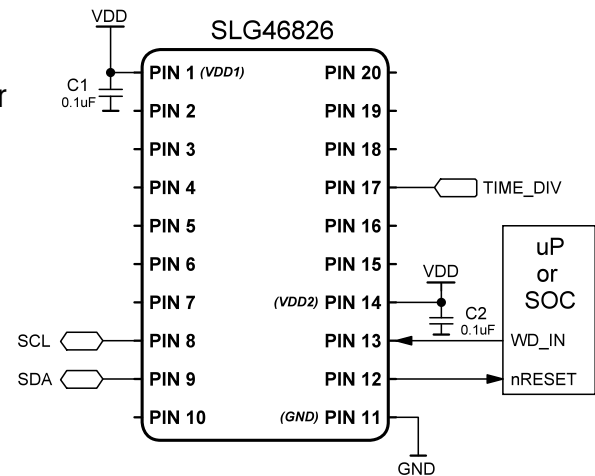 VDD
SLG46826
r
C1
0.1uF
PIN 1 (VDD1)
PIN 20
PIN 2
PIN 19
PIN 3
PIN 18
PIN 4
PIN 17
TIME_DIV
PIN 5
PIN 16
PIN 6
PIN 15
PIN 7
(VDD2) PIN 14
VDD
C2
0.1uF
uP
or
SOC
SCL
PIN 8
PIN 13
WD_IN
SDA
PIN 9
PIN 12
nRESET
PIN 10
(GND) PIN 11
GND